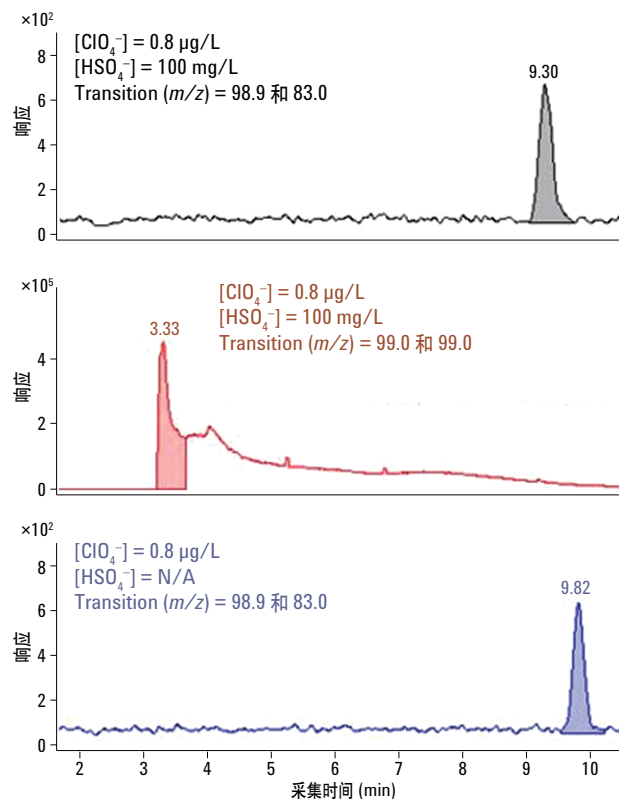 ×10²
[ClO₄⁻] = 0.8 µg/L
[HSO₄⁻] = 100 mg/L
Transition (m/z) = 98.9 和 83.0
9.30
响应
8
6
4
2
0
×10⁵
[ClO₄⁻] = 0.8 µg/L
[HSO₄⁻] = 100 mg/L
Transition (m/z) = 99.0 和 99.0
3.33
响应
4
2
0
×10²
[ClO₄⁻] = 0.8 µg/L
[HSO₄⁻] = N/A
Transition (m/z) = 98.9 和 83.0
9.82
响应
8
6
4
2
0
2 3 4 5 6 7 8 9 10
采集时间 (min)